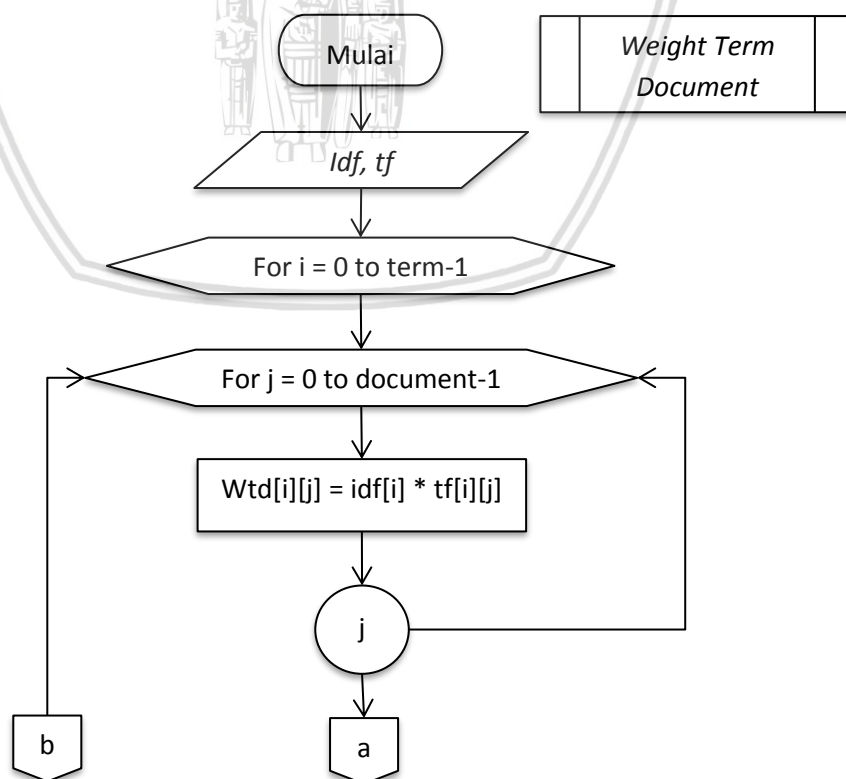 Mulai
Weight Term
Document
Idf, tf
For i = 0 to term-1
For j = 0 to document-1
Wtd[i][j] = idf[i] * tf[i][j]
j
b
a